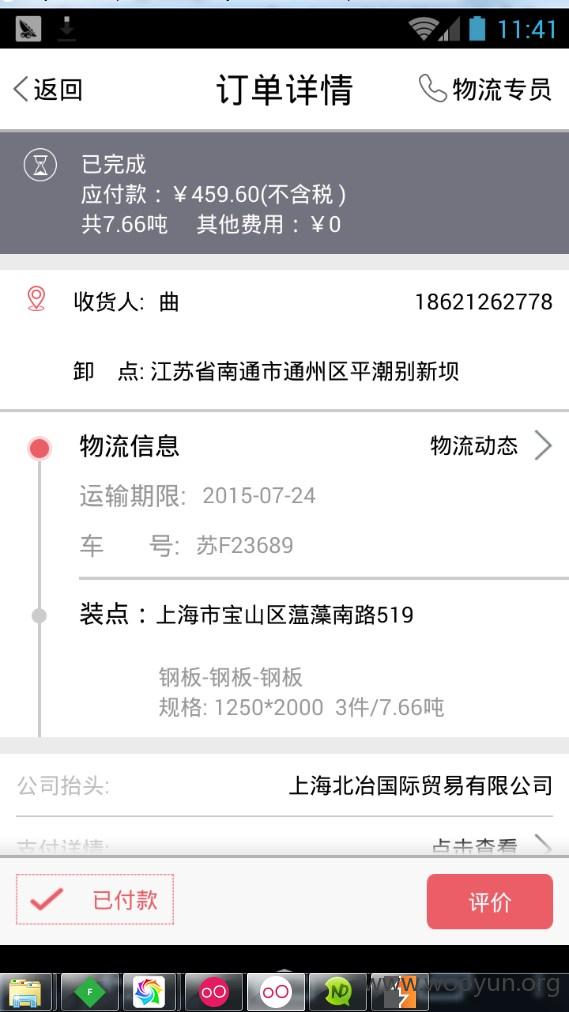 11:41
返回 订单详情 物流专员
已完成
应付款：￥459.60(不含税）
共7.66吨 其他费用：￥0
收货人: 曲 18621262778
卸 点: 江苏省南通市通州区平潮别新坝
物流信息 物流动态
运输期限: 2015-07-24
车 号: 苏F23689
装点：上海市宝山区蕰藻南路519
钢板-钢板-钢板
规格: 1250*2000 3件/7.66吨
公司抬头: 上海北冶国际贸易有限公司
支付详情: 点击查看
已付款 评价
www.wooyun.org